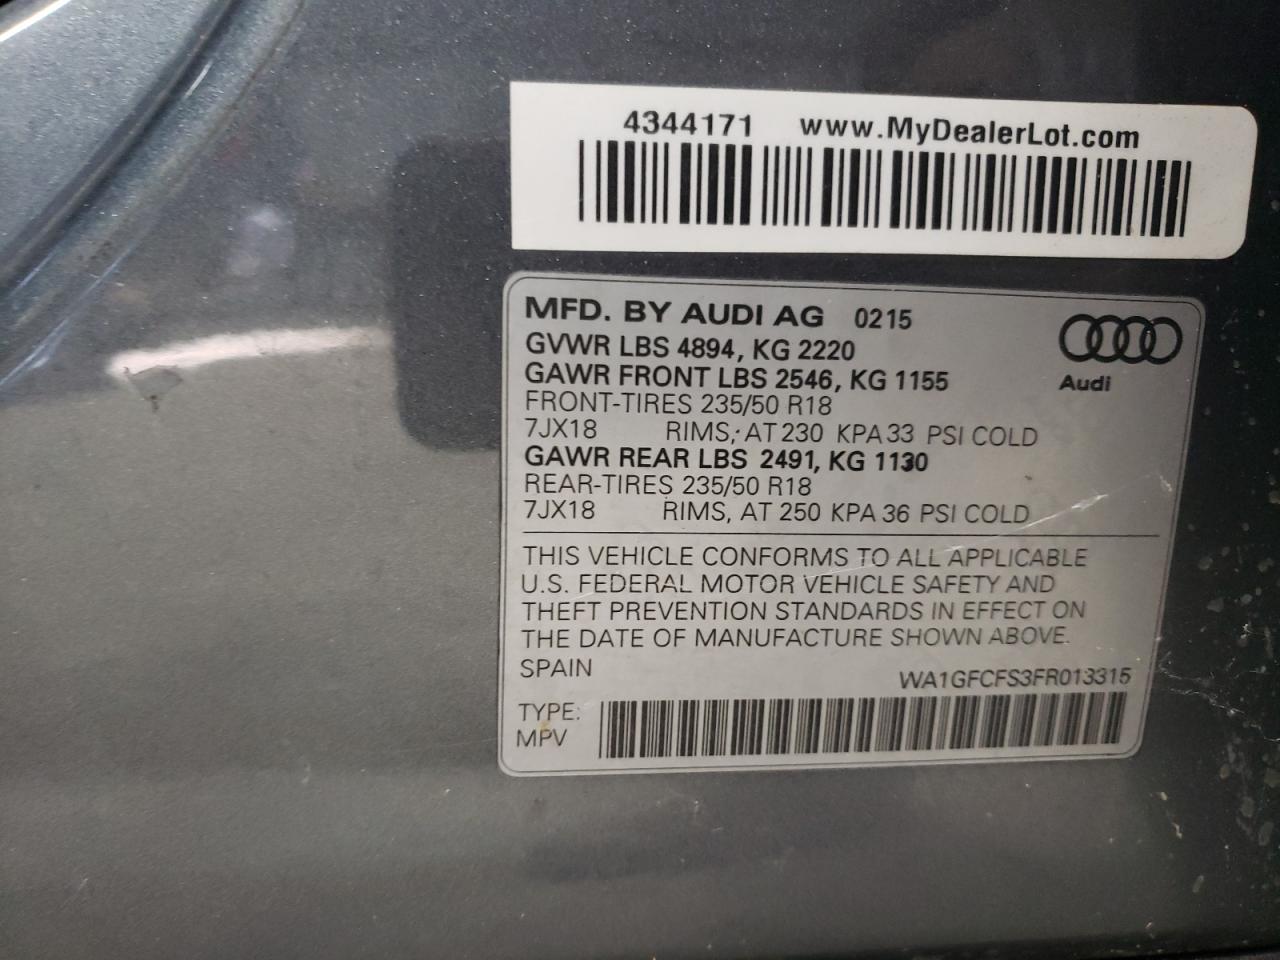 4344171 www.MyDealerLot.com
MFD. BY AUDI AG 0215
GVWR LBS 4894, KG 2220
GAWR FRONT LBS 2546, KG 1155
Audi
FRONT-TIRES 235/50 R18
7JX18 RIMS, AT 230 KPA 33 PSI COLD
GAWR REAR LBS 2491, KG 1130
REAR-TIRES 235/50 R18
7JX18 RIMS, AT 250 KPA 36 PSI COLD
THIS VEHICLE CONFORMS TO ALL APPLICABLE
U.S. FEDERAL MOTOR VEHICLE SAFETY AND
THEFT PREVENTION STANDARDS IN EFFECT ON
THE DATE OF MANUFACTURE SHOWN ABOVE.
SPAIN WA1GFCFS3FR013315
TYPE:
MPV